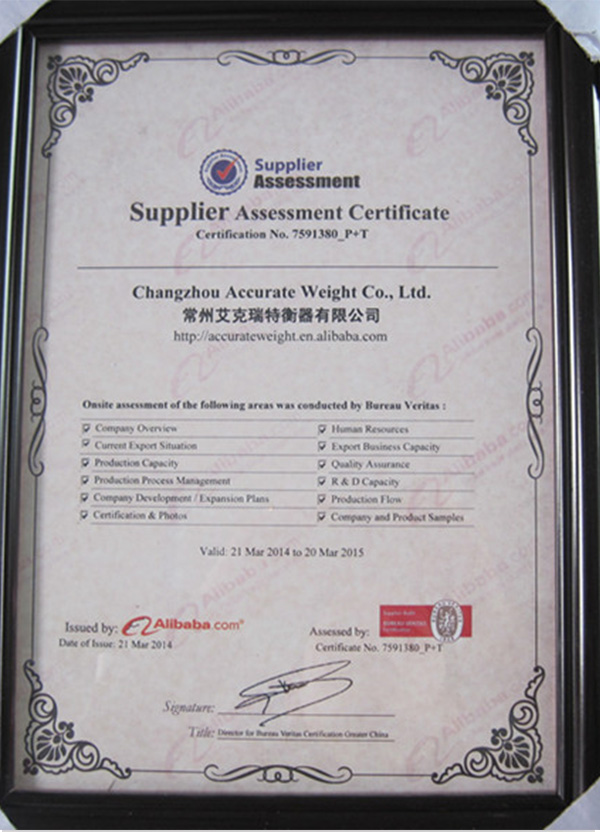 Supplier
Assessment
Supplier Assessment Certificate
Certification No. 7591380_P+T
Changzhou Accurate Weight Co., Ltd.
常州艾克瑞特衡器有限公司
http://accurateweight.en.alibaba.com
Onsite assessment of the following areas was conducted by Bureau Veritas :
Company Overview
Human Resources
Current Export Situation
Export Business Capacity
Production Capacity
Quality Assurance
Production Process Management
R & D Capacity
Company Development / Expansion Plans
Production Flow
Certification & Photos
Company and Product Samples
Valid: 21 Mar 2014 to 20 Mar 2015
Issued by: Alibaba.com®
Date of Issue: 21 Mar 2014
Supplier Audit
BUREAU VERITAS
Certification
Assessed by:
Certificate No. 7591380_P+T
Signature:
Title: Director for Bureau Veritas Certification Greater China